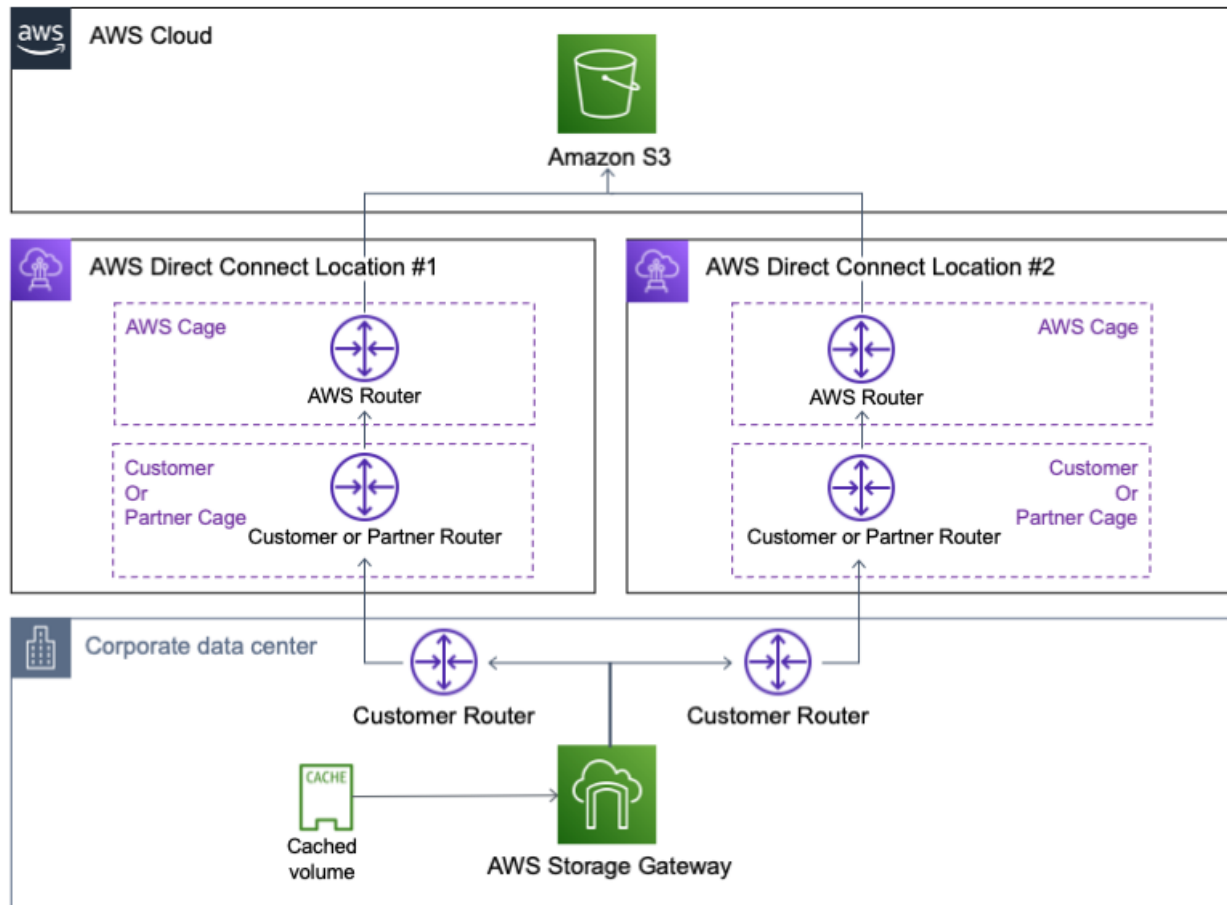 aws
AWS Cloud
Amazon S3
AWS Direct Connect Location #1
AWS Cage
AWS Router
Customer
Or
Partner Cage
Customer or Partner Router
AWS Direct Connect Location #2
AWS Cage
AWS Router
Customer
Or
Partner Cage
Customer or Partner Router
Corporate data center
Customer Router
Customer Router
CACHE
Cached
volume
AWS Storage Gateway